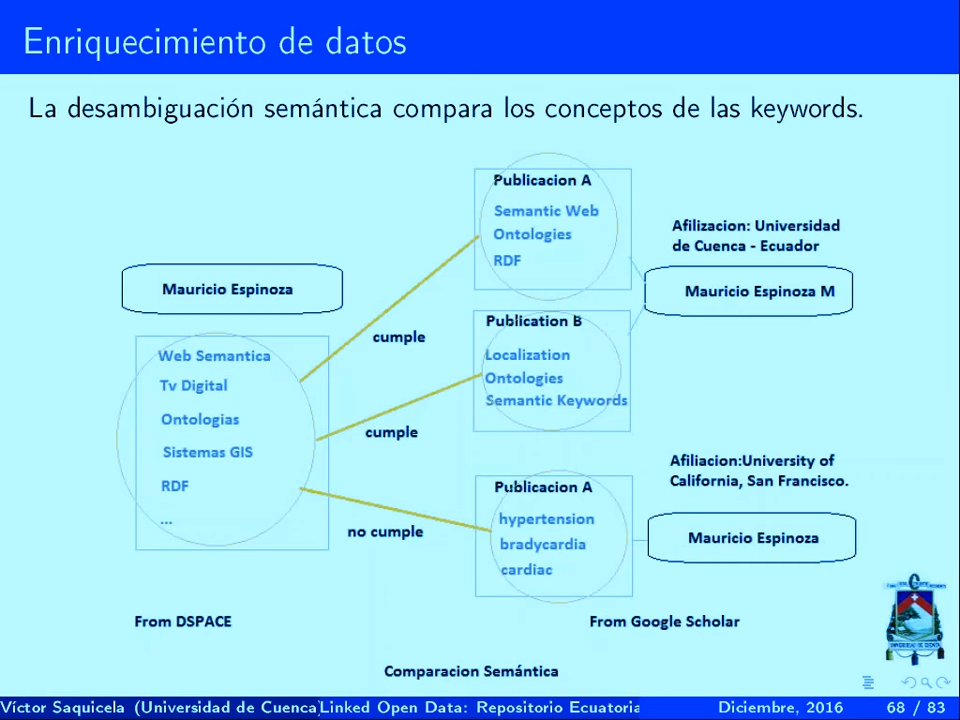 Enriquecimiento de datos
La desambiguación semántica compara los conceptos de las keywords.
Mauricio Espinoza
Web Semantica
Tv Digital
Ontologias
Sistemas GIS
RDF
...
From DSPACE
cumple
cumple
no cumple
Publicacion A
Semantic Web
Ontologies
RDF
Publication B
Localization
Ontologies
Semantic Keywords
Publicacion A
hypertension
bradycardia
cardiac
Afilizacion: Universidad
de Cuenca - Ecuador
Mauricio Espinoza M
Afiliacion:University of
California, San Francisco.
Mauricio Espinoza
From Google Scholar
Comparacion Semántica
Víctor Saquicela (Universidad de Cuenca)
Linked Open Data: Repositorio Ecuatoria
Diciembre, 2016
68 / 83